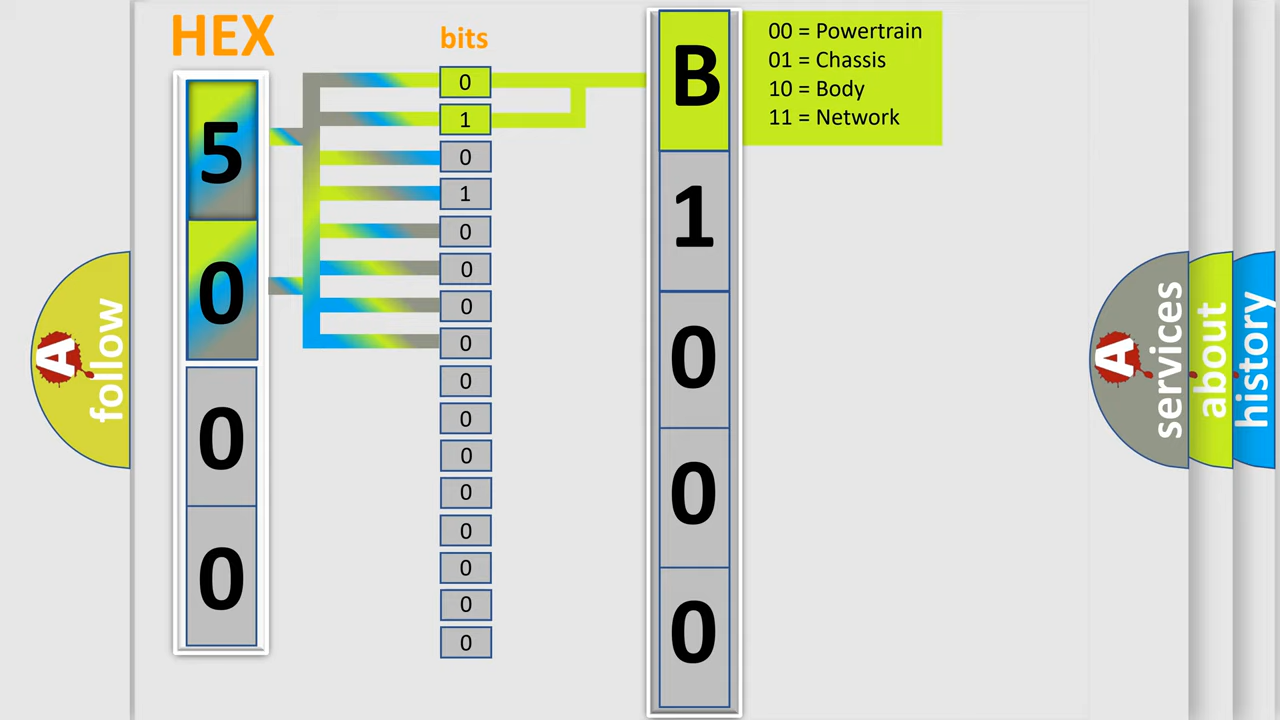 HEX
bits
5
0
0
0
0
1
0
1
0
0
0
0
0
0
0
0
0
0
0
0
B
1
0
0
0
00 = Powertrain
01 = Chassis
10 = Body
11 = Network
A
follow
A
services
about
history